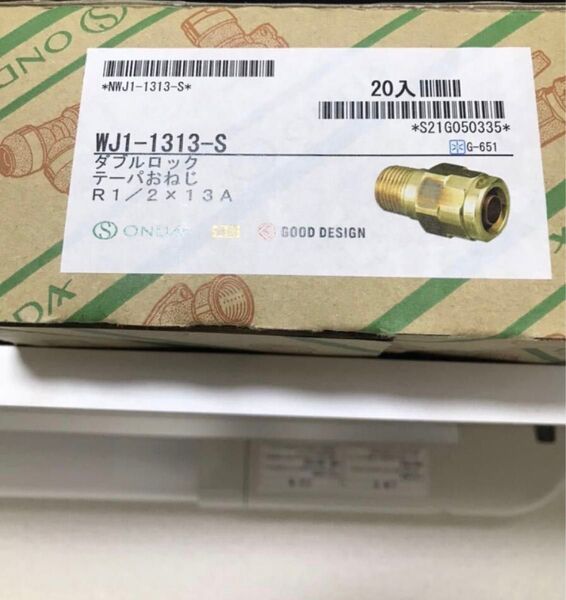 ONDA
*NWJ1-1313-S*
20入
*S21G050335*
WJ1-1313-S
G-651
ダブルロック
テーパおねじ
R1/2×13A
ONDA
GOOD DESIGN